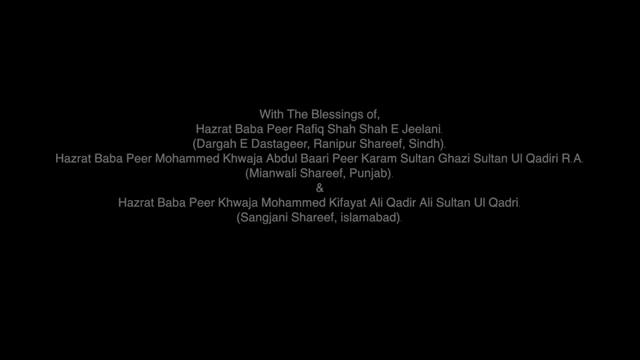 With The Blessings of,
Hazrat Baba Peer Rafiq Shah Shah E Jeelani.
(Dargah E Dastageer, Ranipur Shareef, Sindh)
Hazrat Baba Peer Mohammed Khwaja Abdul Baari Peer Karam Sultan Ghazi Sultan Ul Qadiri R.A.
(Mianwali Shareef, Punjab).
&
Hazrat Baba Peer Khwaja Mohammed Kifayat Ali Qadir Ali Sultan Ul Qadri.
(Sangjani Shareef, islamabad).